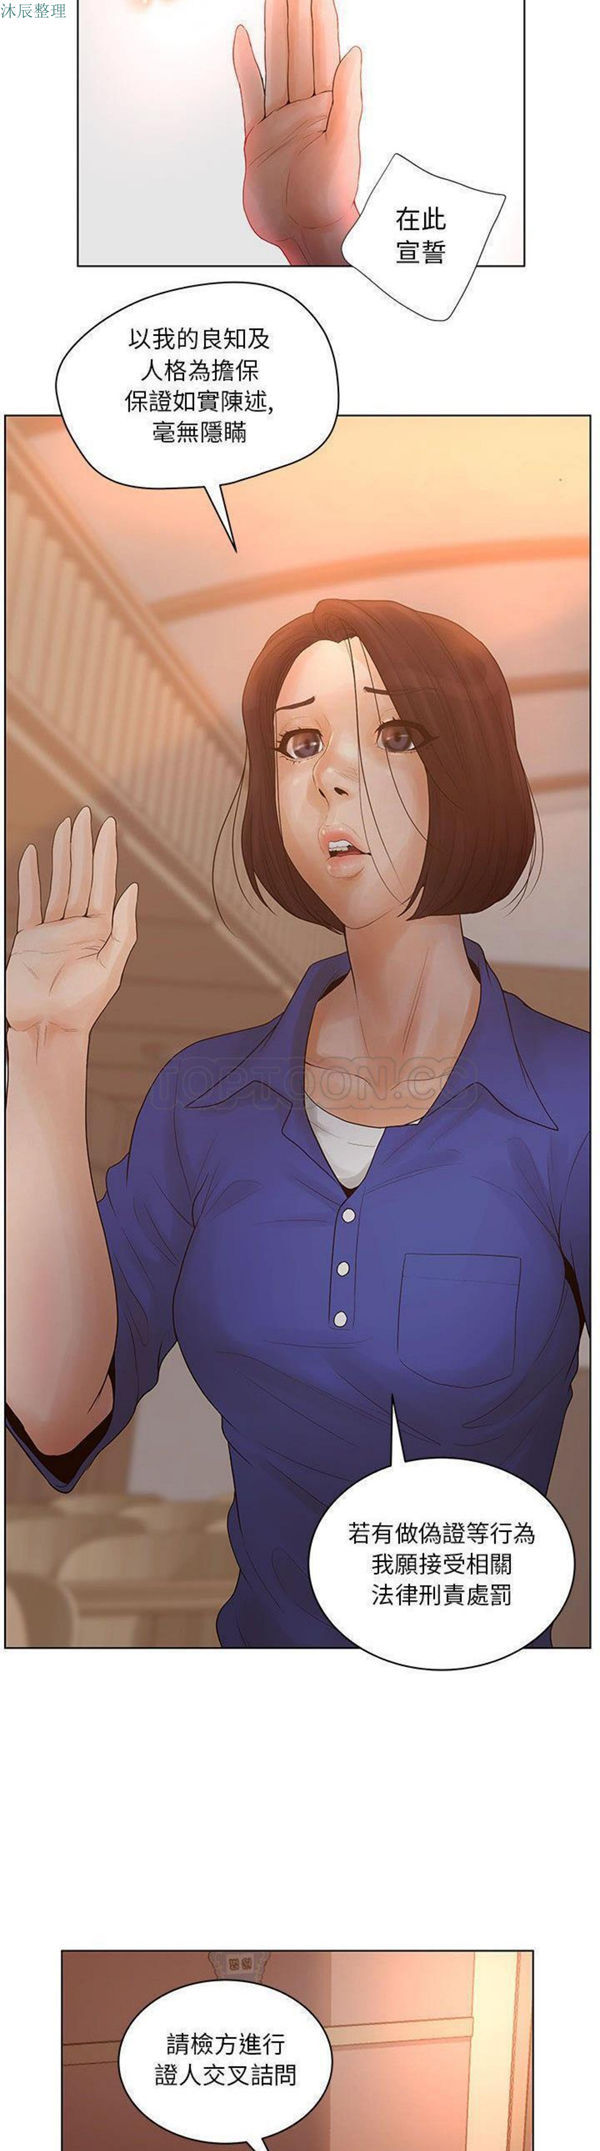 沐辰整理
在此
宣誓
以我的良知及
人格為擔保
保證如實陳述,
毫無隱瞞
TOPTOON.CC
若有做偽證等行為
我願接受相關
法律刑責處罰
請檢方進行
證人交叉詰問